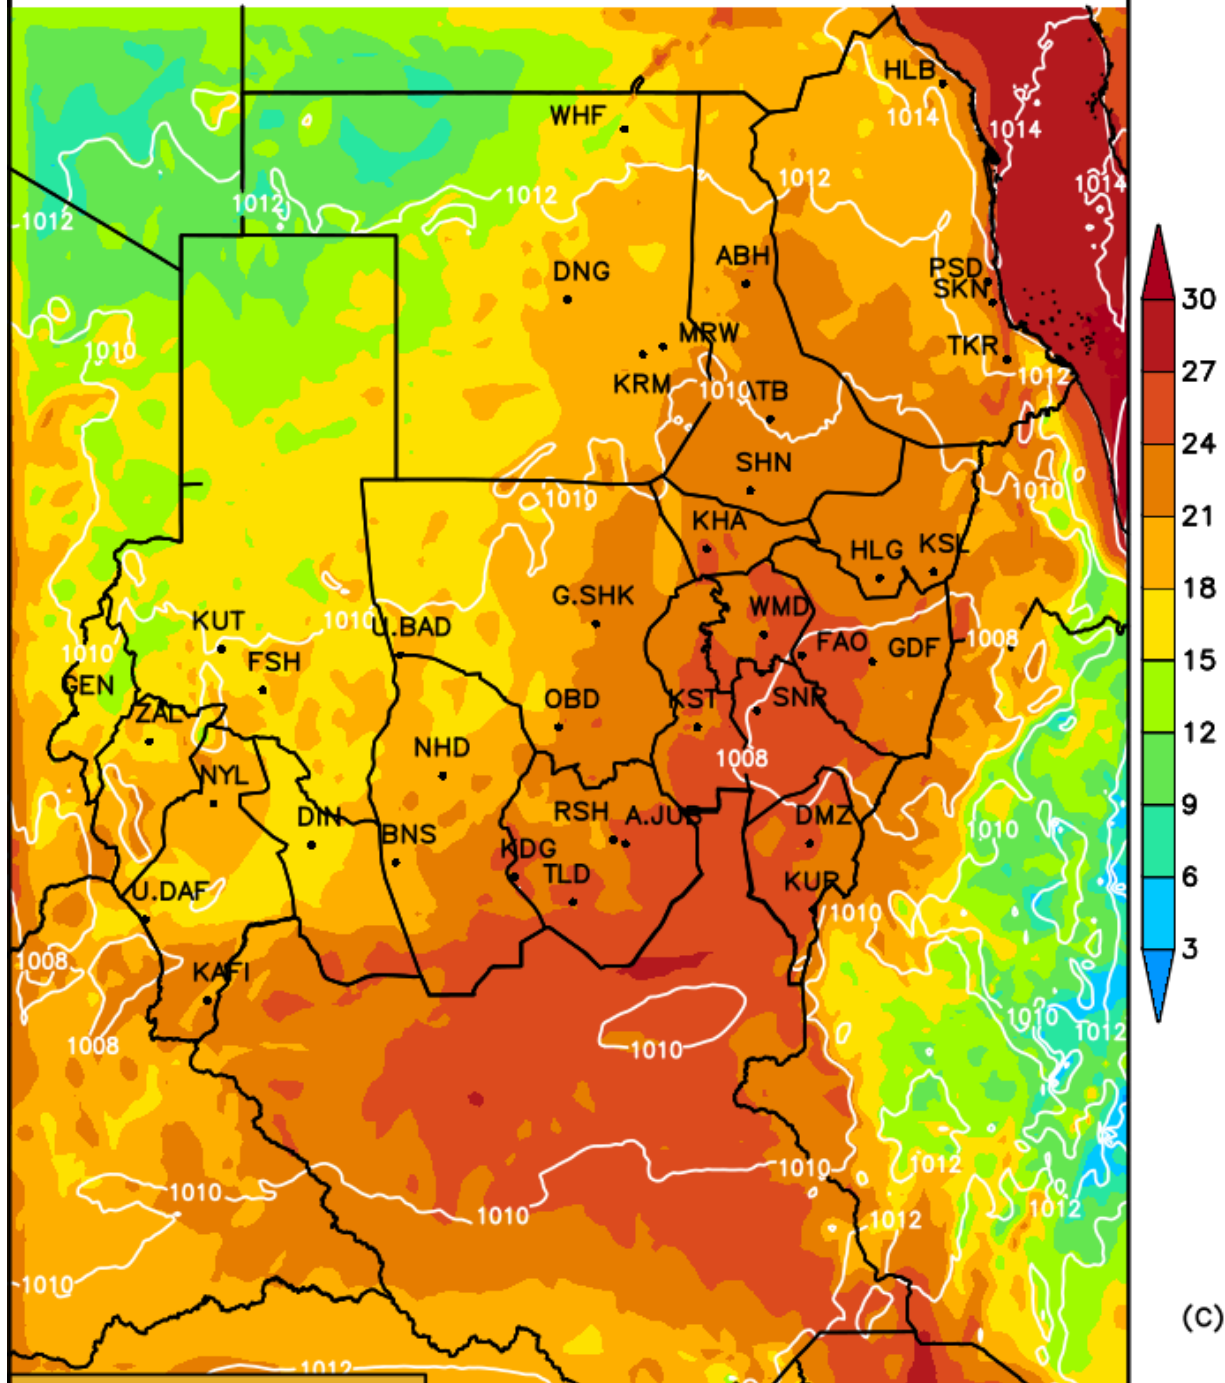 HLB
WHF
1014
1014
1012
1014
1012
1012
1012
DNG
ABH
PSD
SKN
30
MRW
TKR
1010
27
KRM
1010
TB
1012
24
SHN
1010
1010
21
KHA
HLG
KSL
18
G.SHK
WMD
KUT
1010
U.BAD
FAO
GDF
1008
1010
FSH
15
GEN
OBD
KST
SNR
ZAL
12
NHD
1008
NYL
9
DIN
RSH
A.JUB
DMZ
1010
BNS
KDG
6
U.DAF
TLD
KUR
1010
3
1008
KAFI
1010
1012
1008
1010
1010
1012
1010
1010
1012
1012
1010
(C)
1012